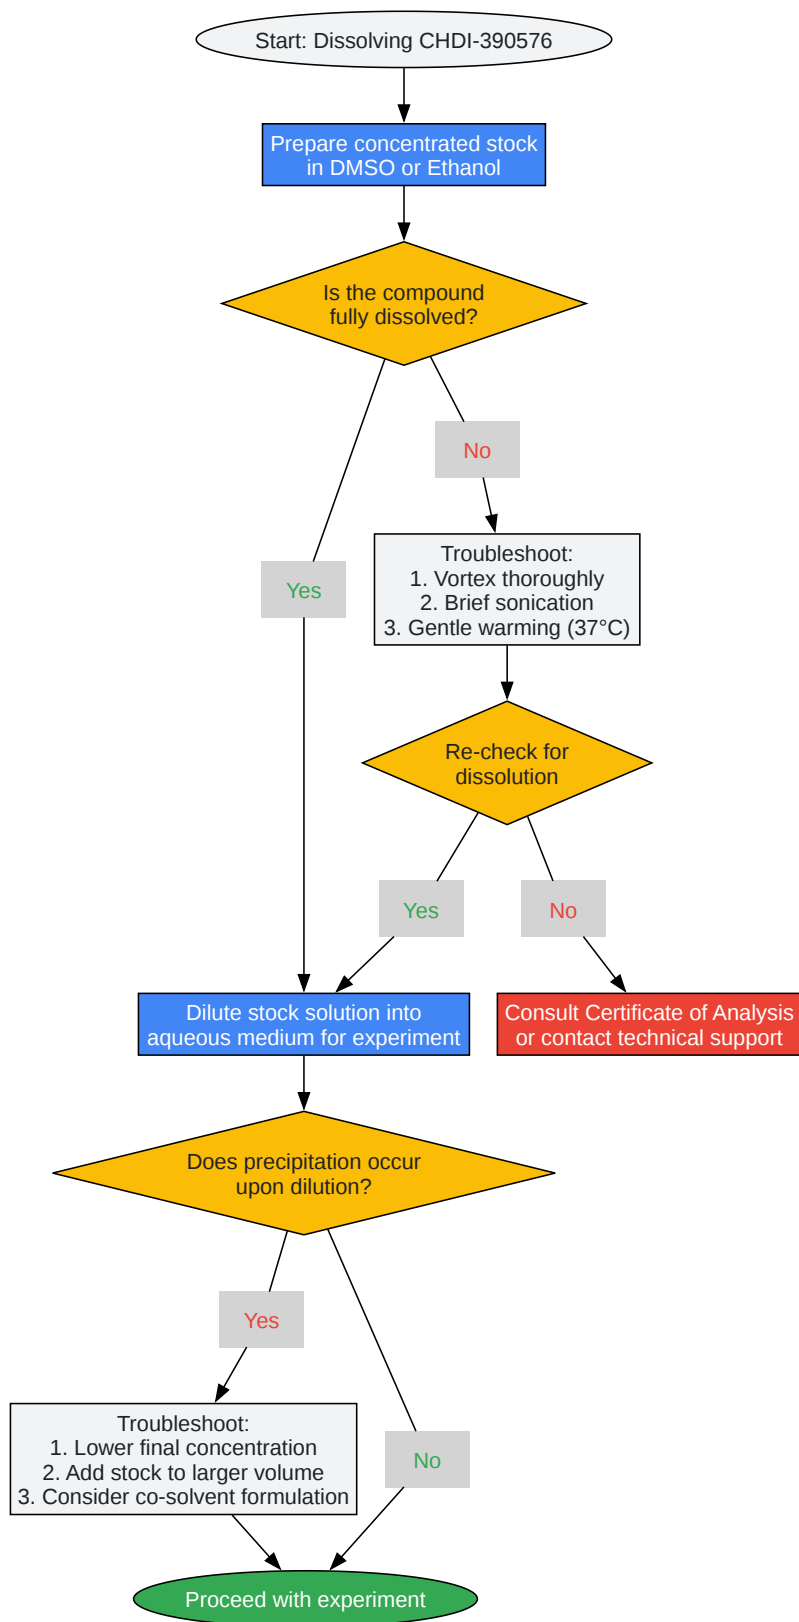 Start: Dissolving CHDI-390576
Prepare concentrated stock
in DMSO or Ethanol
Is the compound
fully dissolved?
No
Yes
Troubleshoot:
1. Vortex thoroughly
2. Brief sonication
3. Gentle warming (37°C)
Re-check for
dissolution
Yes
No
Dilute stock solution into
aqueous medium for experiment
Consult Certificate of Analysis
or contact technical support
Does precipitation occur
upon dilution?
Yes
Troubleshoot:
1. Lower final concentration
2. Add stock to larger volume
3. Consider co-solvent formulation
No
Proceed with experiment